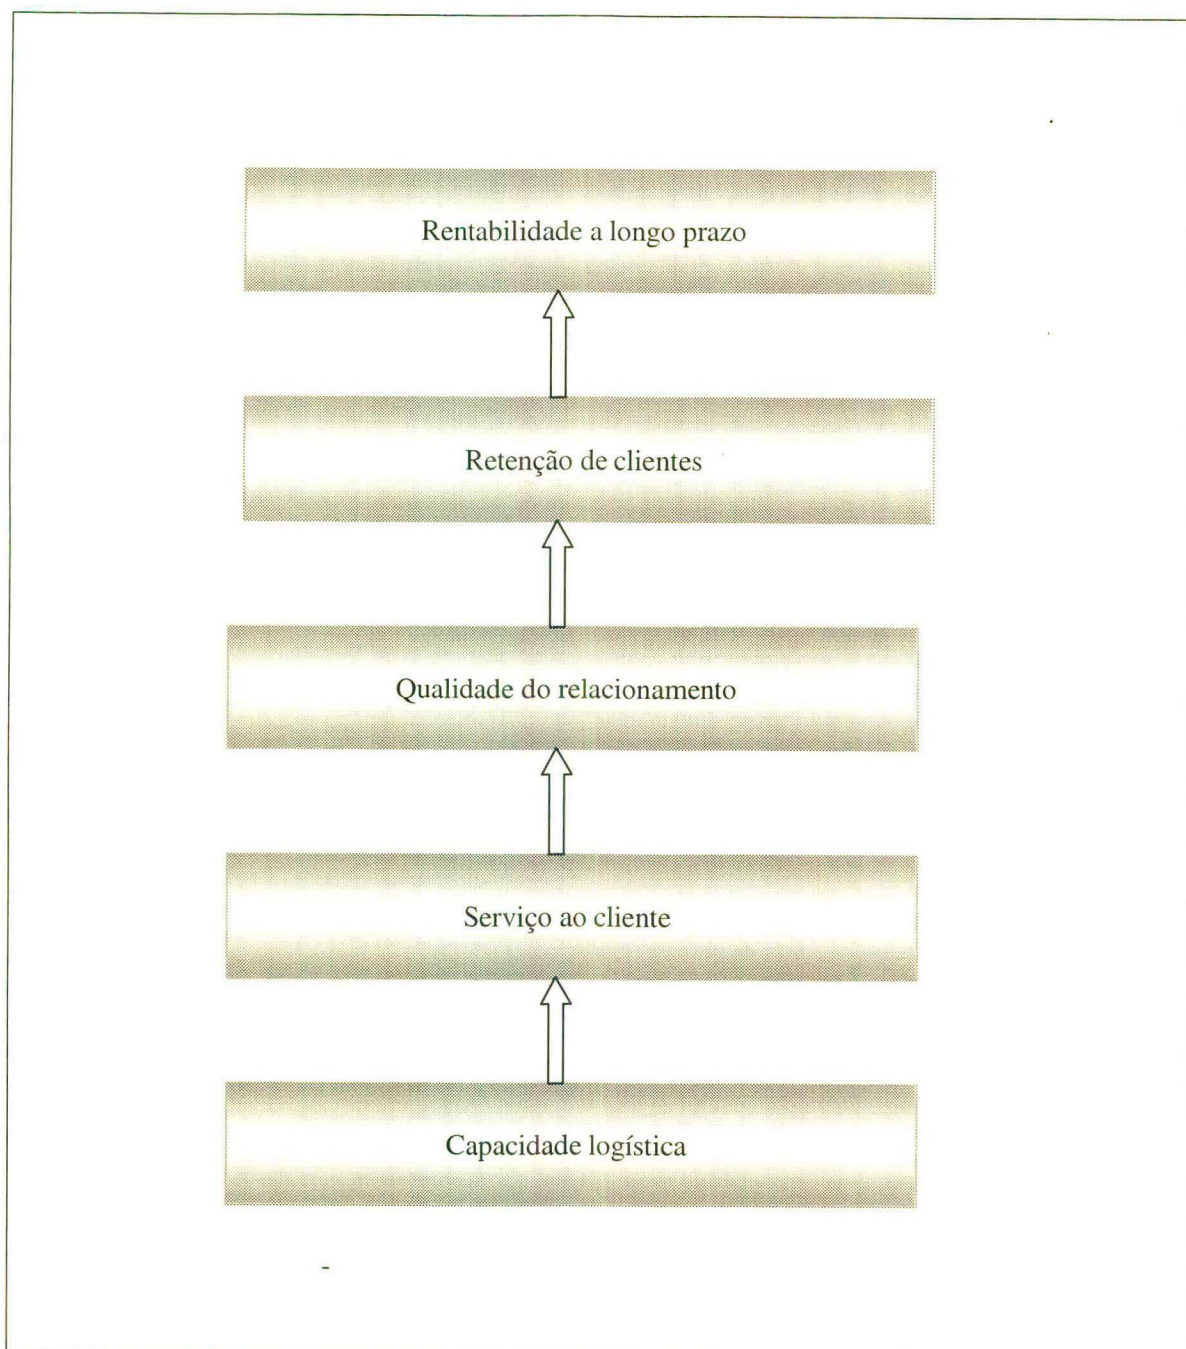 Rentabilidade a longo prazo
Retenção de clientes
Qualidade do relacionamento
Serviço ao cliente
Capacidade logística